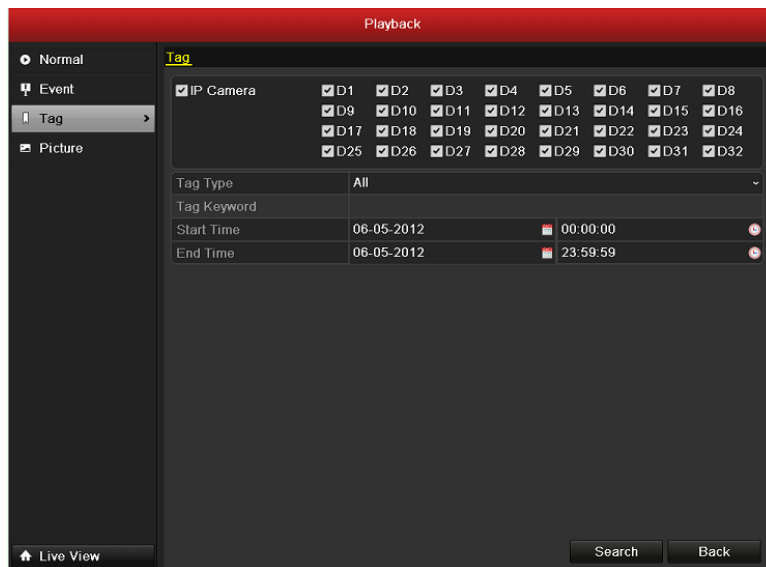 Playback
Normal
Event
Tag
Picture
Live View
Tag
IP Camera D1 D2 D3 D4 D5 D6 D7 D8
D9 D10 D11 D12 D13 D14 D15 D16
D17 D18 D19 D20 D21 D22 D23 D24
D25 D26 D27 D28 D29 D30 D31 D32
Tag Type All
Tag Keyword
Start Time 06-05-2012 00:00:00
End Time 06-05-2012 23:59:59
Search Back